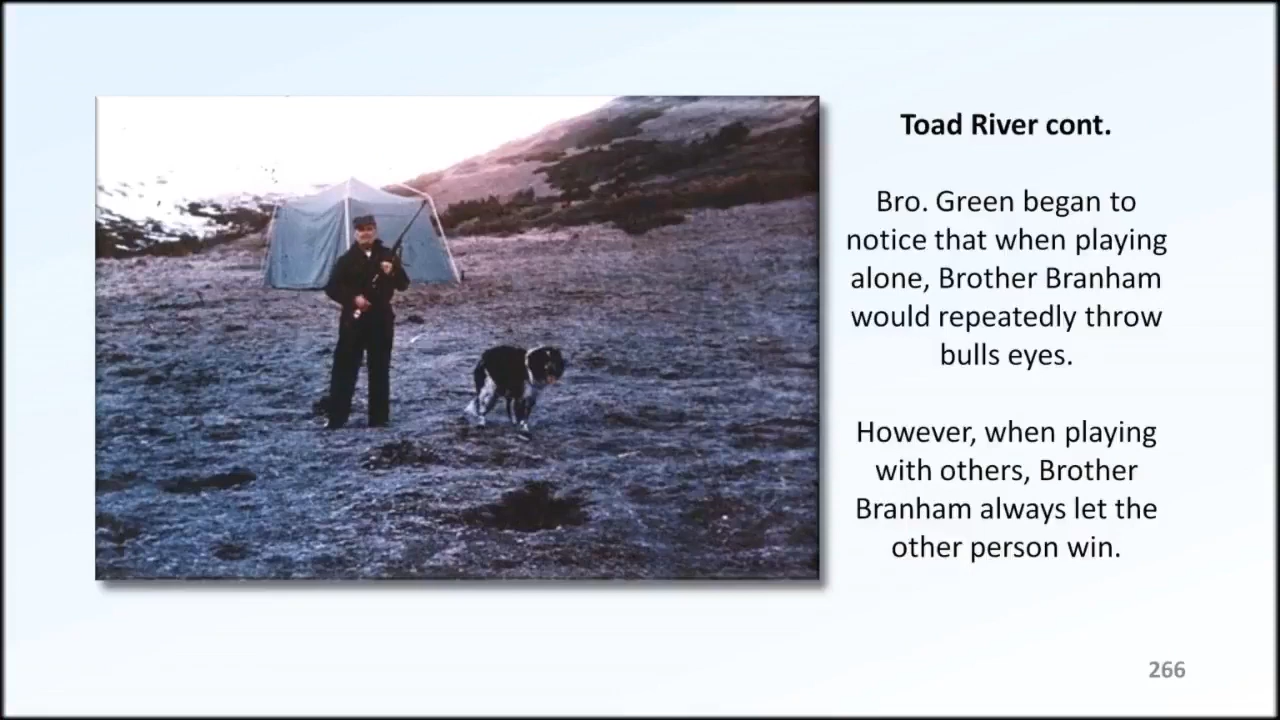 Toad River cont.
Bro. Green began to
notice that when playing
alone, Brother Branham
would repeatedly throw
bulls eyes.
However, when playing
with others, Brother
Branham always let the
other person win.
266